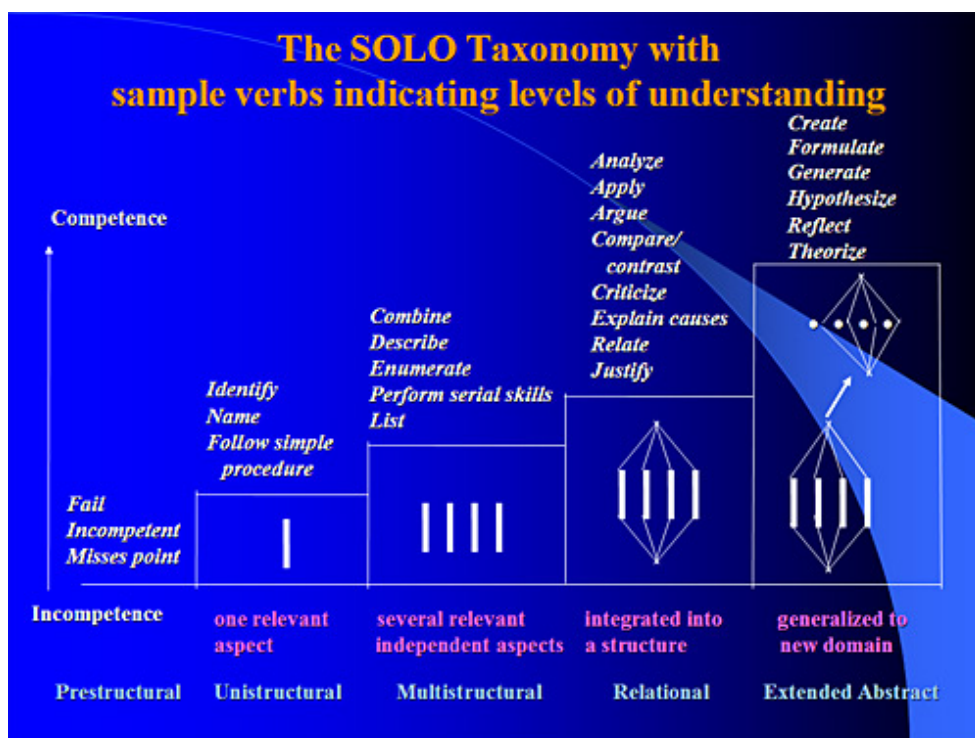 The SOLO Taxonomy with
sample verbs indicating levels of understanding
Competence
Incompetence
Fail
Incompetent
Misses point
Identify
Name
Follow simple
procedure
Combine
Describe
Enumerate
Perform serial skills
List
Analyze
Apply
Argue
Compare/
contrast
Criticize
Explain causes
Relate
Justify
Create
Formulate
Generate
Hypothesize
Reflect
Theorize
one relevant
aspect
several relevant
independent aspects
integrated into
a structure
generalized to
new domain
Prestructural
Unistructural
Multistructural
Relational
Extended Abstract